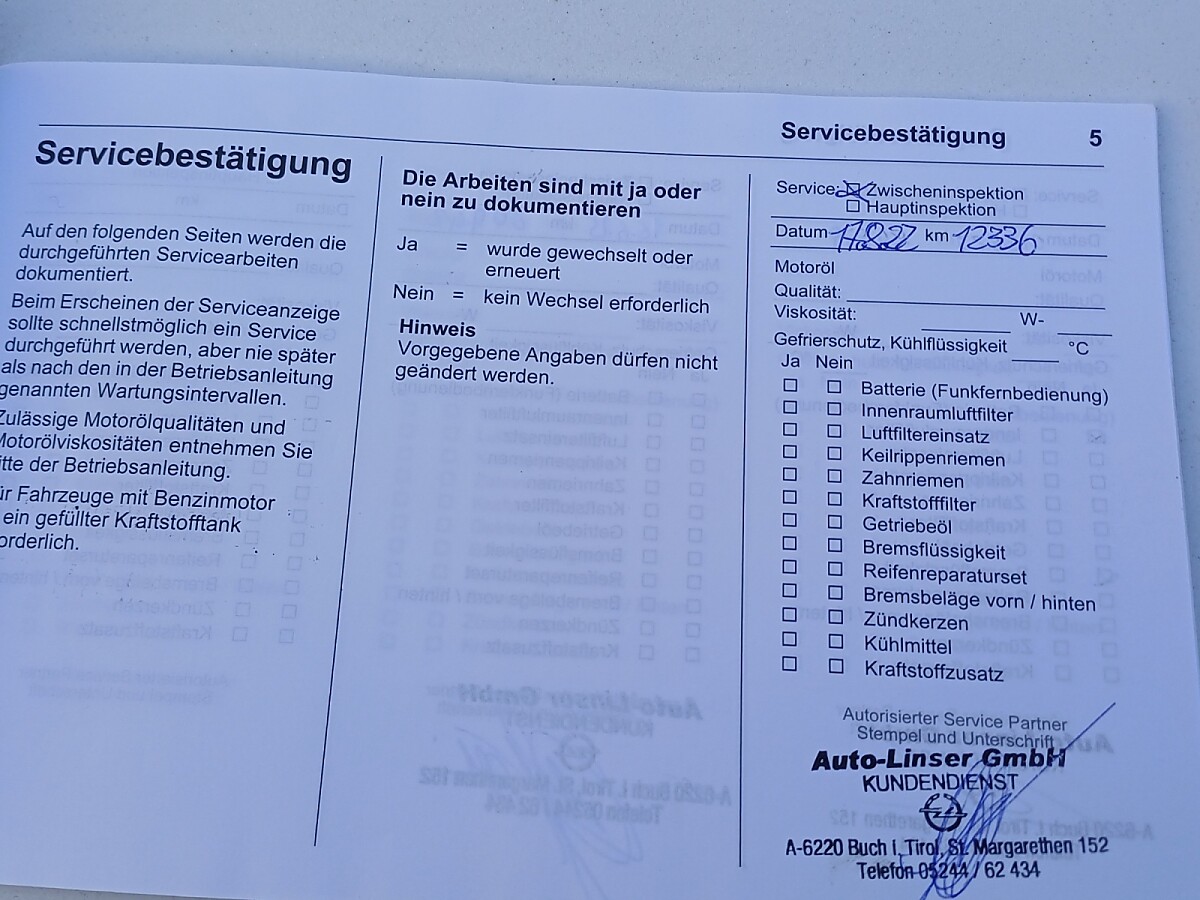 Servicebestätigung 5
Servicebestätigung
Auf den folgenden Seiten werden die
durchgeführten Servicearbeiten
dokumentiert.
Beim Erscheinen der Serviceanzeige
sollte schnellstmöglich ein Service
durchgeführt werden, aber nie später
als nach den in der Betriebsanleitung
genannten Wartungsintervallen.
Zulässige Motorölqualitäten und
Motorölviskositäten entnehmen Sie
itte der Betriebsanleitung.
ür Fahrzeuge mit Benzinmotor
ein gefüllter Kraftstofftank
orderlich.
Die Arbeiten sind mit ja oder
nein zu dokumentieren
Ja = wurde gewechselt oder
erneuert
Nein = kein Wechsel erforderlich
Hinweis
Vorgegebene Angaben dürfen nicht
geändert werden.
Service: Zwischeninspektion
Hauptinspektion
Datum 17.8.22 km 12336
Motoröl
Qualität:
Viskosität: W-
Gefrierschutz, Kühlflüssigkeit °C
Ja Nein
Batterie (Funkfernbedienung)
Innenraumluftfilter
Luftfiltereinsatz
Keilrippenriemen
Zahnriemen
Kraftstofffilter
Getriebeöl
Bremsflüssigkeit
Reifenreparaturset
Bremsbeläge vorn / hinten
Zündkerzen
Kühlmittel
Kraftstoffzusatz
Autorisierter Service Partner
Stempel und Unterschrift
Auto-Linser GmbH
KUNDENDIENST
A-6220 Buch i. Tirol, St. Margarethen 152
Telefon 05244 / 62 434